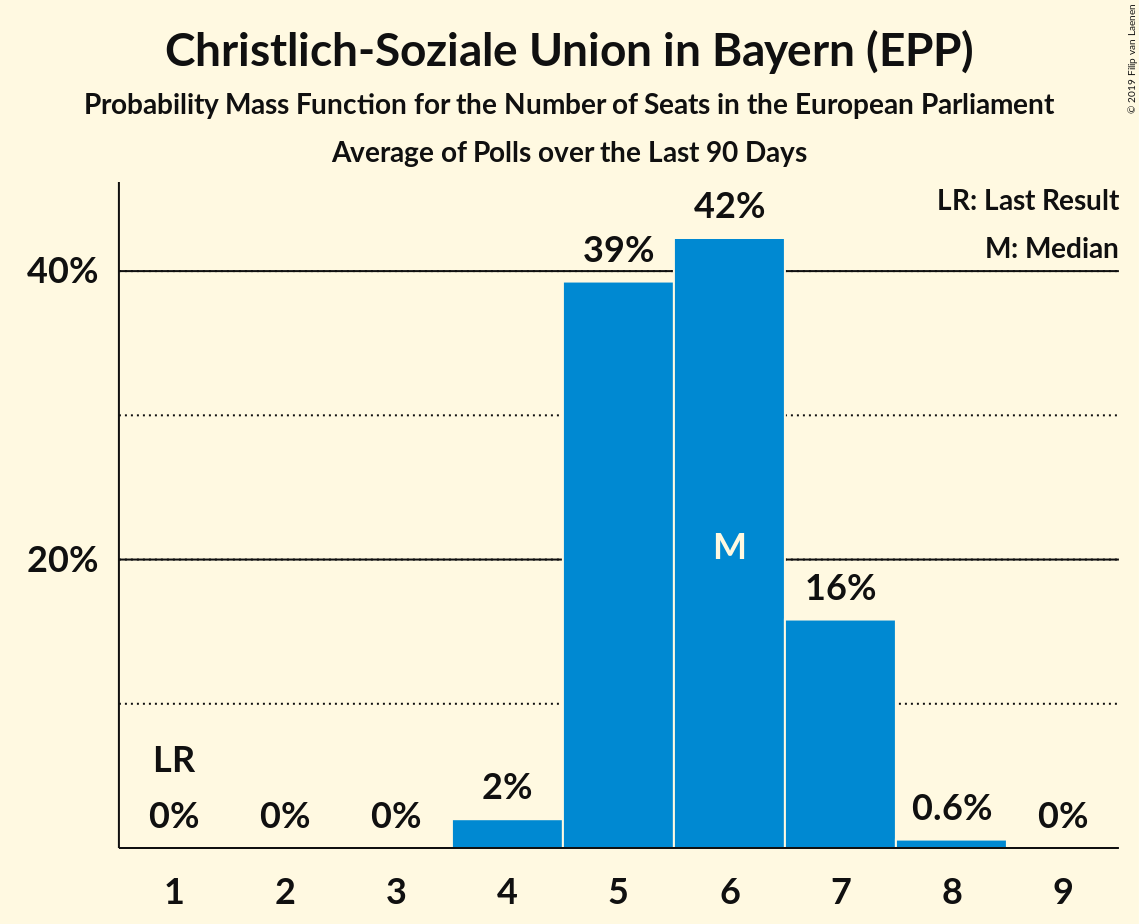 Christlich-Soziale Union in Bayern (EPP)
Probability Mass Function for the Number of Seats in the European Parliament
Average of Polls over the Last 90 Days
© 2019 Filip van Laenen
LR: Last Result
M: Median
40%
20%
LR
0%
0%
0%
2%
39%
42%
M
16%
0.6%
0%
1 2 3 4 5 6 7 8 9